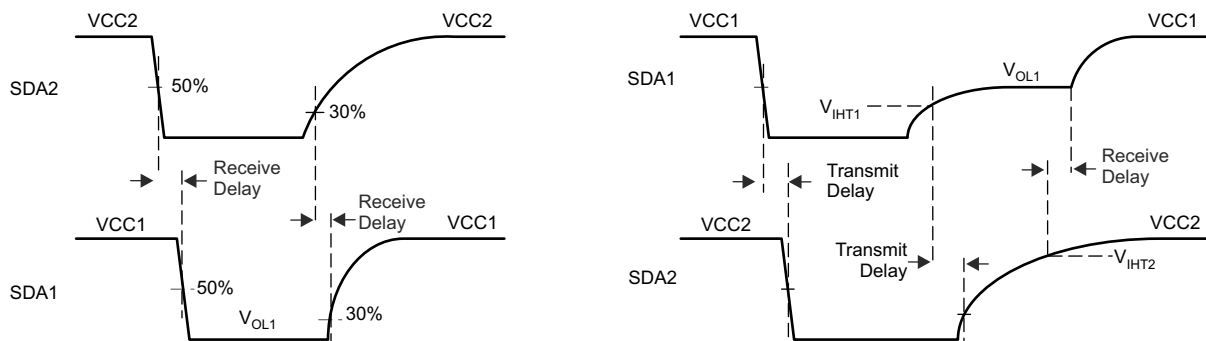 VCC2
VCC2
SDA2
50%
30%
Receive
Delay
Receive
Delay
VCC1
VCC1
SDA1
50%
VOL1
30%
VCC1
VCC1
SDA1
VOL1
VIHT1
Transmit
Delay
Receive
Delay
VCC2
VCC2
Transmit
Delay
VIHT2
SDA2